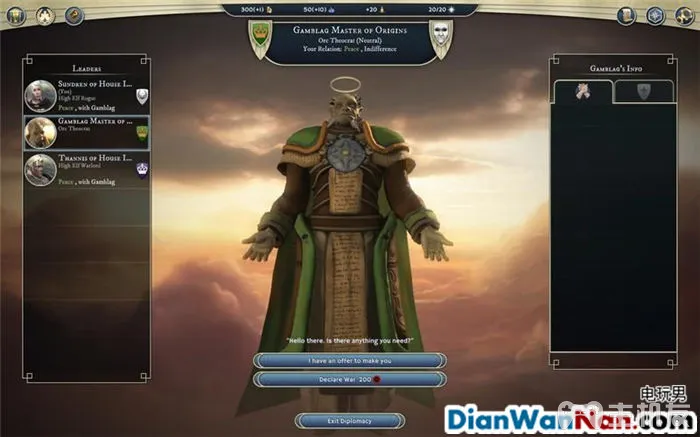 300(+1)
50(+10)
+20
20/20
Gamblag Master of Origins
Orc Theocrat (Neutral)
Your Relation: Peace , Indifference
Leaders
Sundren of House I...
(You)
High Elf Rogue
Peace , with Gamblag
Gamblag Master of ...
Orc Theocrat
Thannis of House I...
High Elf Warlord
Peace , with Gamblag
Gamblag's Info
"Hello there. Is there anything you need?"
I have an offer to make you
Declare War 200
Exit Diplomacy
电玩男
DianWanNan.com